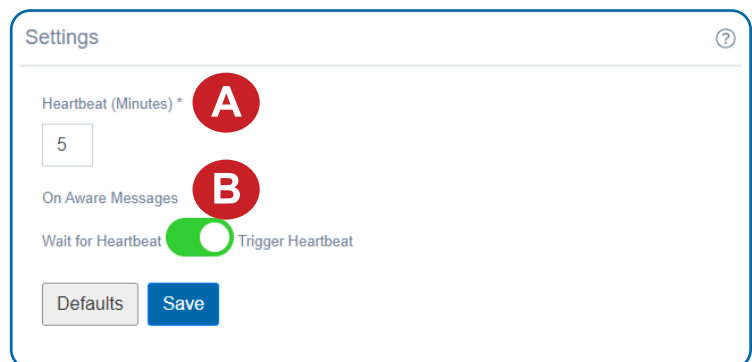 Settings
?
Heartbeat (Minutes) * A
5
On Aware Messages B
Wait for Heartbeat Trigger Heartbeat
Defaults Save